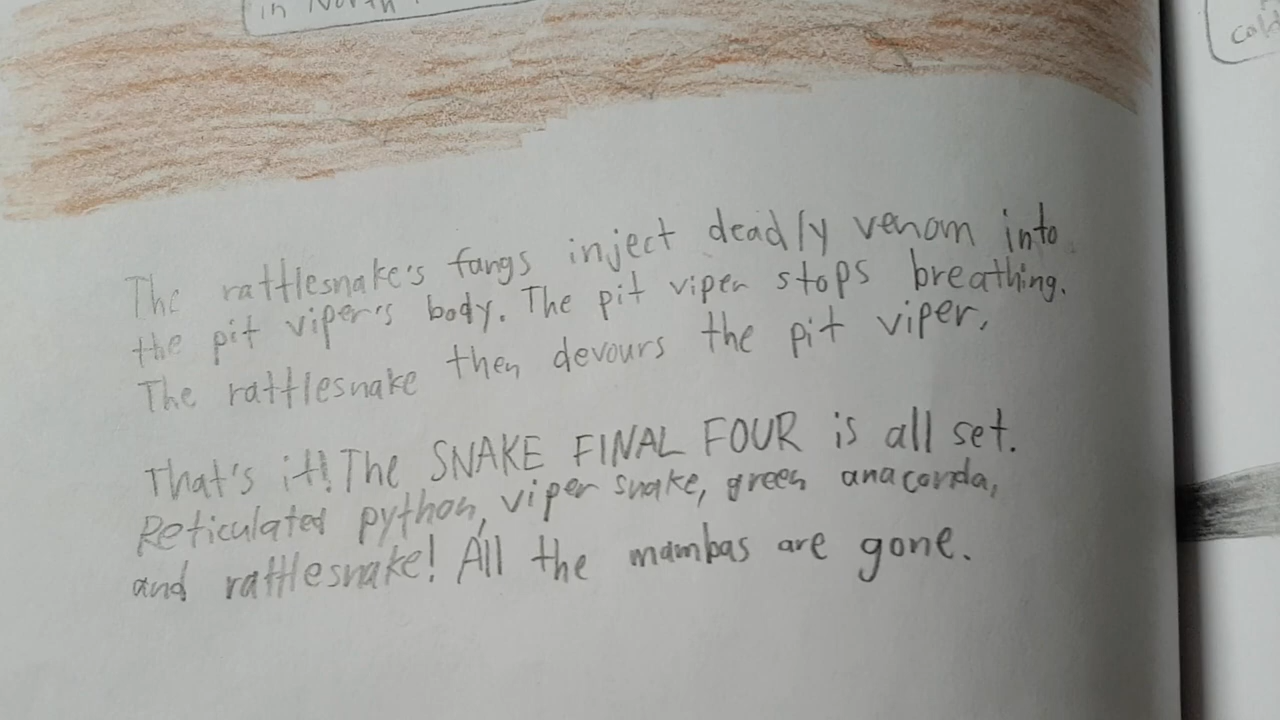 in North
The rattlesnake's fangs inject deadly venom into
the pit viper's body. The pit viper stops breathing.
The rattlesnake then devours the pit viper.
That's it! The SNAKE FINAL FOUR is all set.
Reticulated python, viper snake, green anaconda,
and rattlesnake! All the mambas are gone.